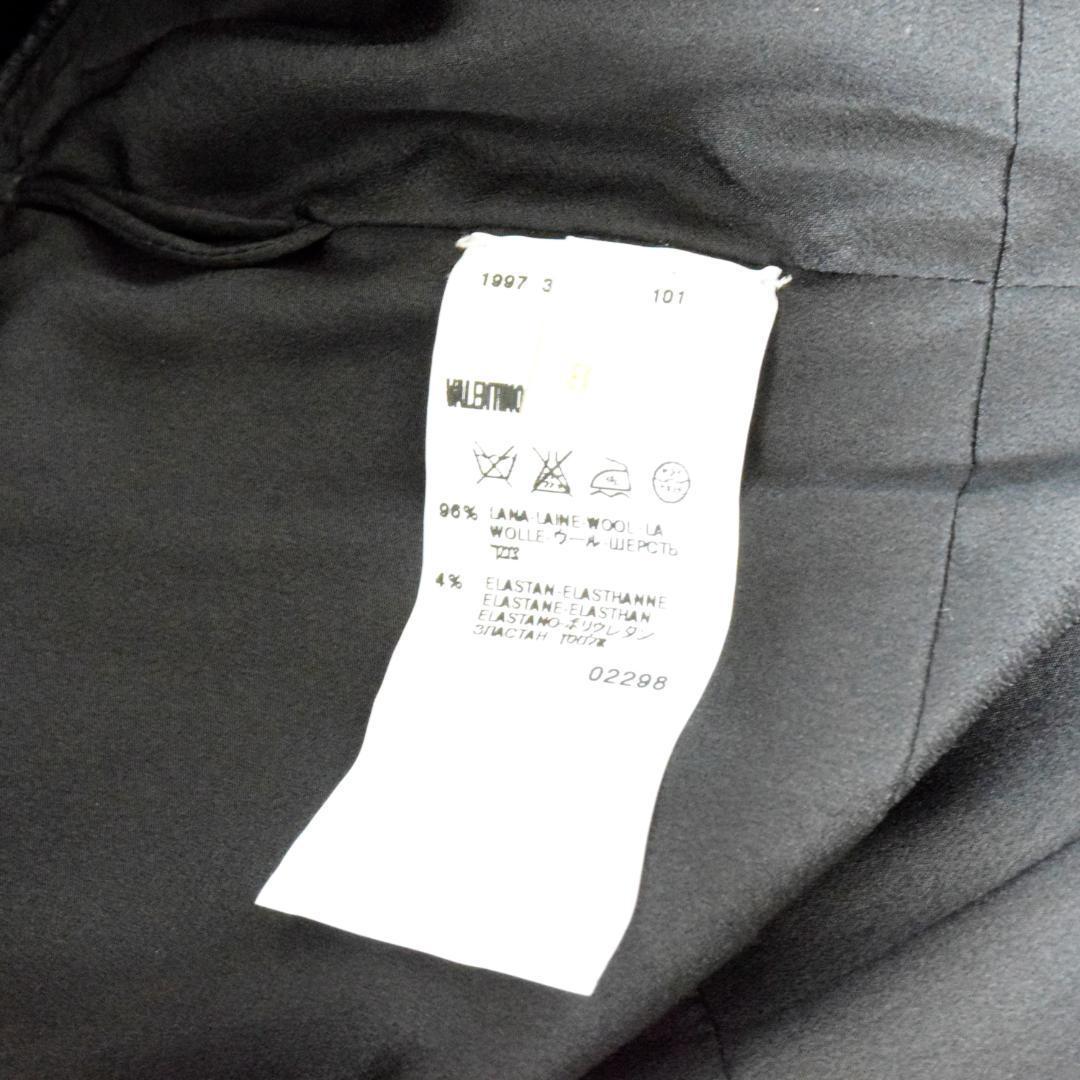 1997 3 101
VALENTINO
96% LANA-LAINE-WOOL-LA
WOLLE-ウール-ШЕРСТЬ
4% ELASTAN-ELASTHANNE
ELASTANE-ELASTHAN
ELASTANO-ポリウレタン
ЭЛАСТАН
02298